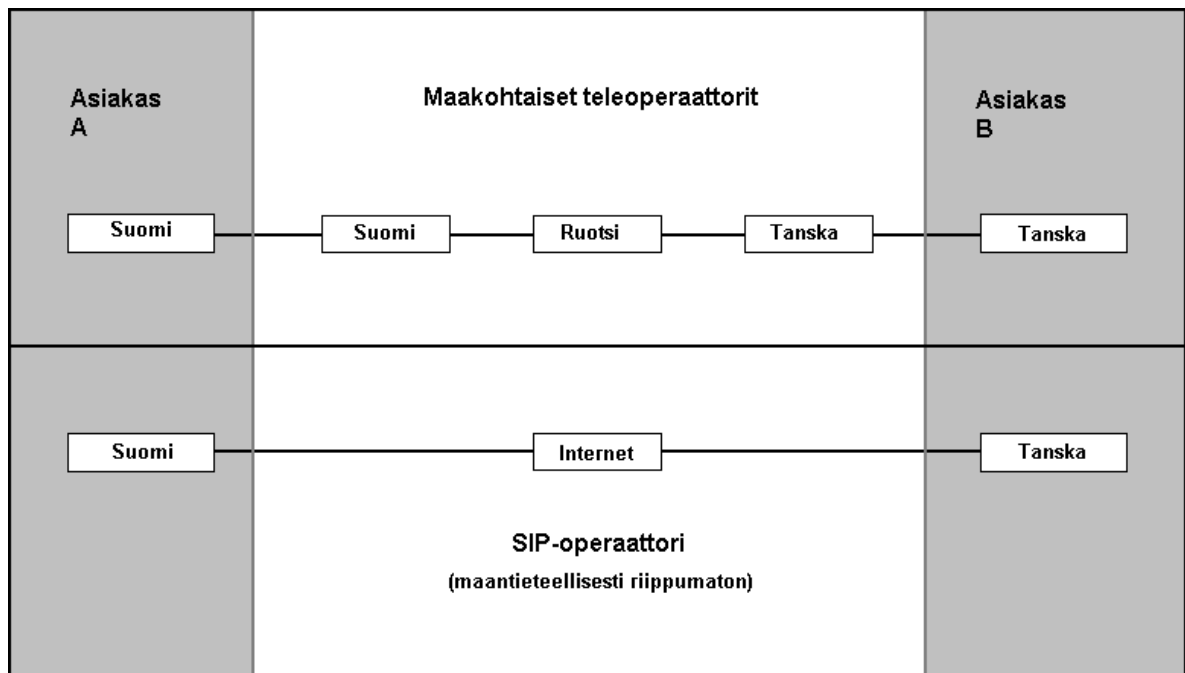 Asiakas
A
Maakohtaiset teleoperaattorit
Asiakas
B
Suomi
Suomi
Ruotsi
Tanska
Tanska
Suomi
Internet
Tanska
SIP-operaattori
(maantieteellisesti riippumaton)